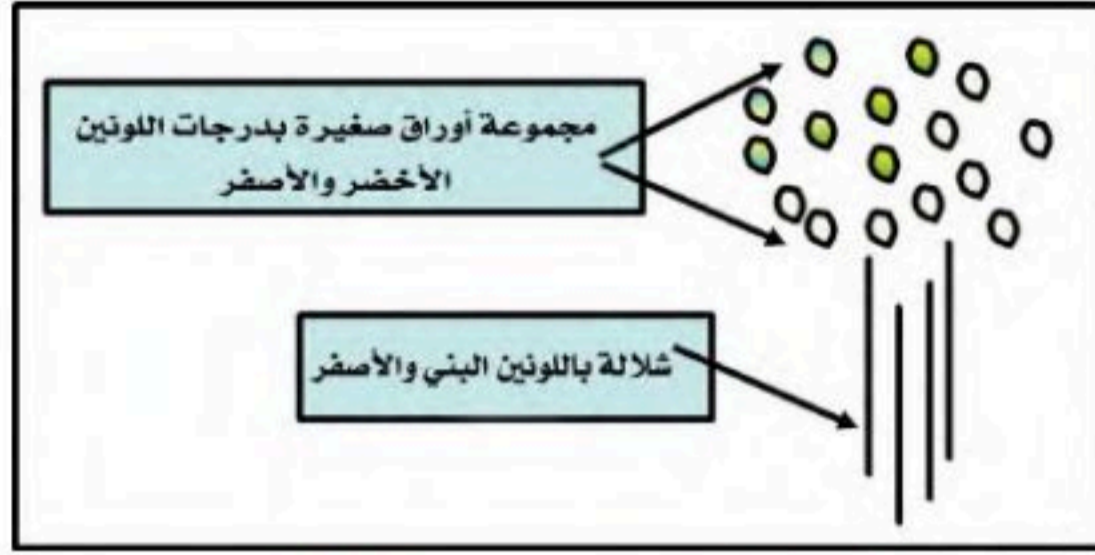 مجموعة أوراق صغيرة بدرجات اللونين
الأخضر والأصفر
شلالة باللونين البني والأصفر